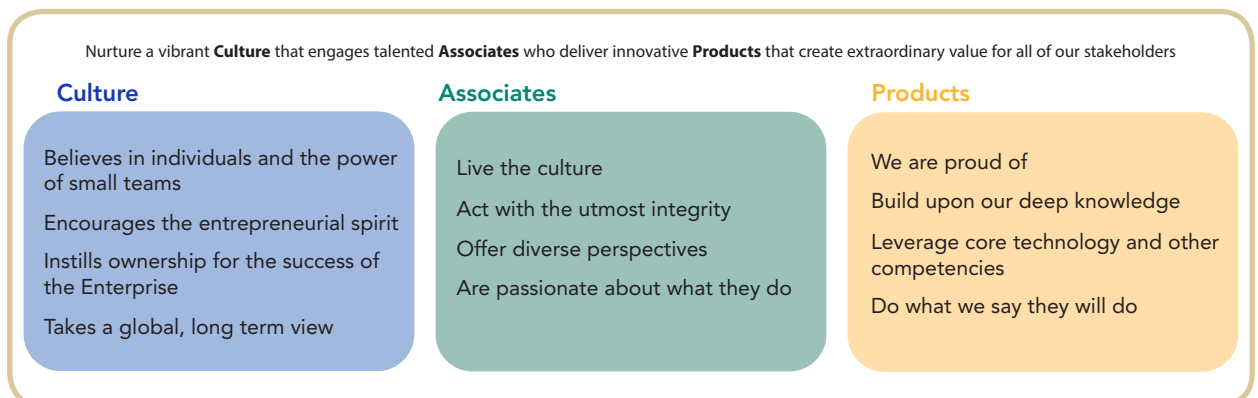 Nurture a vibrant Culture that engages talented Associates who deliver innovative Products that create extraordinary value for all of our stakeholders
Culture
Believes in individuals and the power
of small teams
Encourages the entrepreneurial spirit
Instills ownership for the success of
the Enterprise
Takes a global, long term view
Associates
Live the culture
Act with the utmost integrity
Offer diverse perspectives
Are passionate about what they do
Products
We are proud of
Build upon our deep knowledge
Leverage core technology and other
competencies
Do what we say they will do